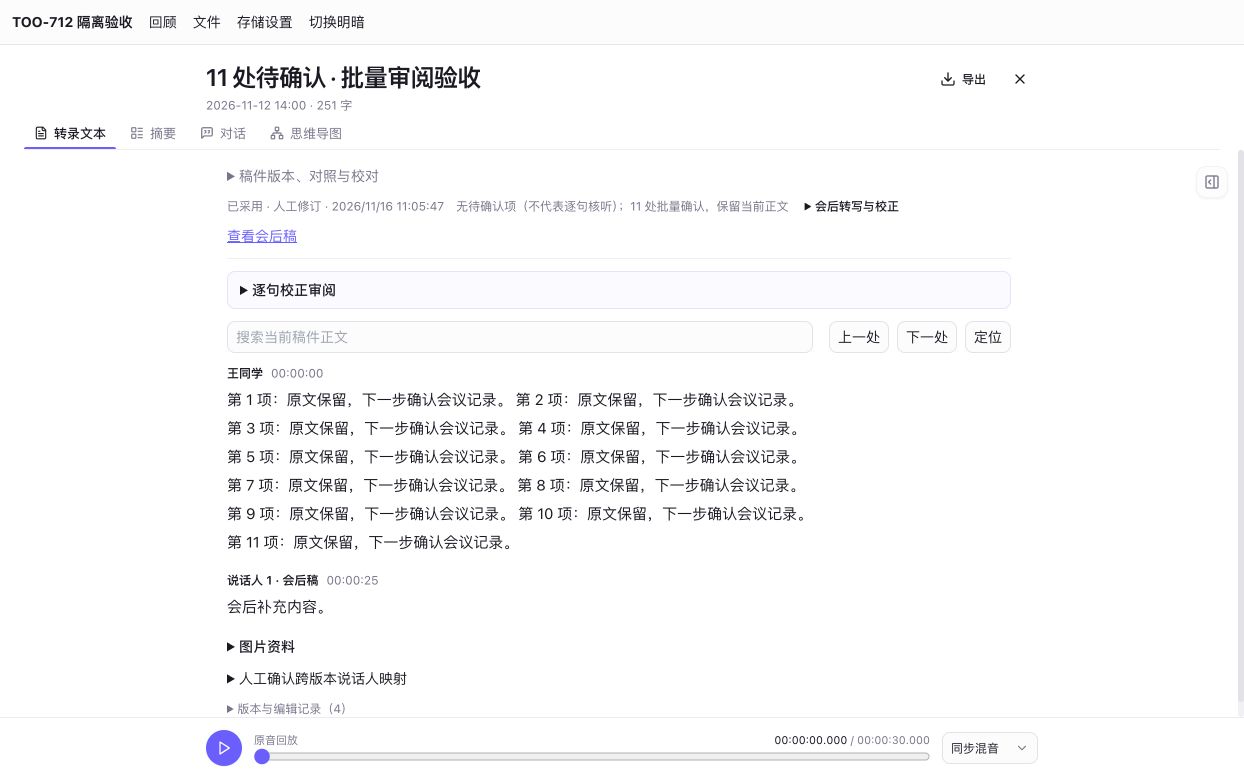 TOO-712 隔离验收 回顾 文件 存储设置 切换明暗
11 处待确认 · 批量审阅验收
导出
2026-11-12 14:00 · 251 字
转录文本 摘要 对话 思维导图
稿件版本、对照与校对
已采用 · 人工修订 · 2026/11/16 11:05:47 无待确认项（不代表逐句核听）；11 处批量确认，保留当前正文 会后转写与校正
查看会后稿
逐句校正审阅
搜索当前稿件正文 上一处 下一处 定位
王同学 00:00:00
第 1 项：原文保留，下一步确认会议记录。 第 2 项：原文保留，下一步确认会议记录。
第 3 项：原文保留，下一步确认会议记录。 第 4 项：原文保留，下一步确认会议记录。
第 5 项：原文保留，下一步确认会议记录。 第 6 项：原文保留，下一步确认会议记录。
第 7 项：原文保留，下一步确认会议记录。 第 8 项：原文保留，下一步确认会议记录。
第 9 项：原文保留，下一步确认会议记录。 第 10 项：原文保留，下一步确认会议记录。
第 11 项：原文保留，下一步确认会议记录。
说话人 1 · 会后稿 00:00:25
会后补充内容。
图片资料
人工确认跨版本说话人映射
版本与编辑记录（4）
原音回放 00:00:00.000 / 00:00:30.000 同步混音